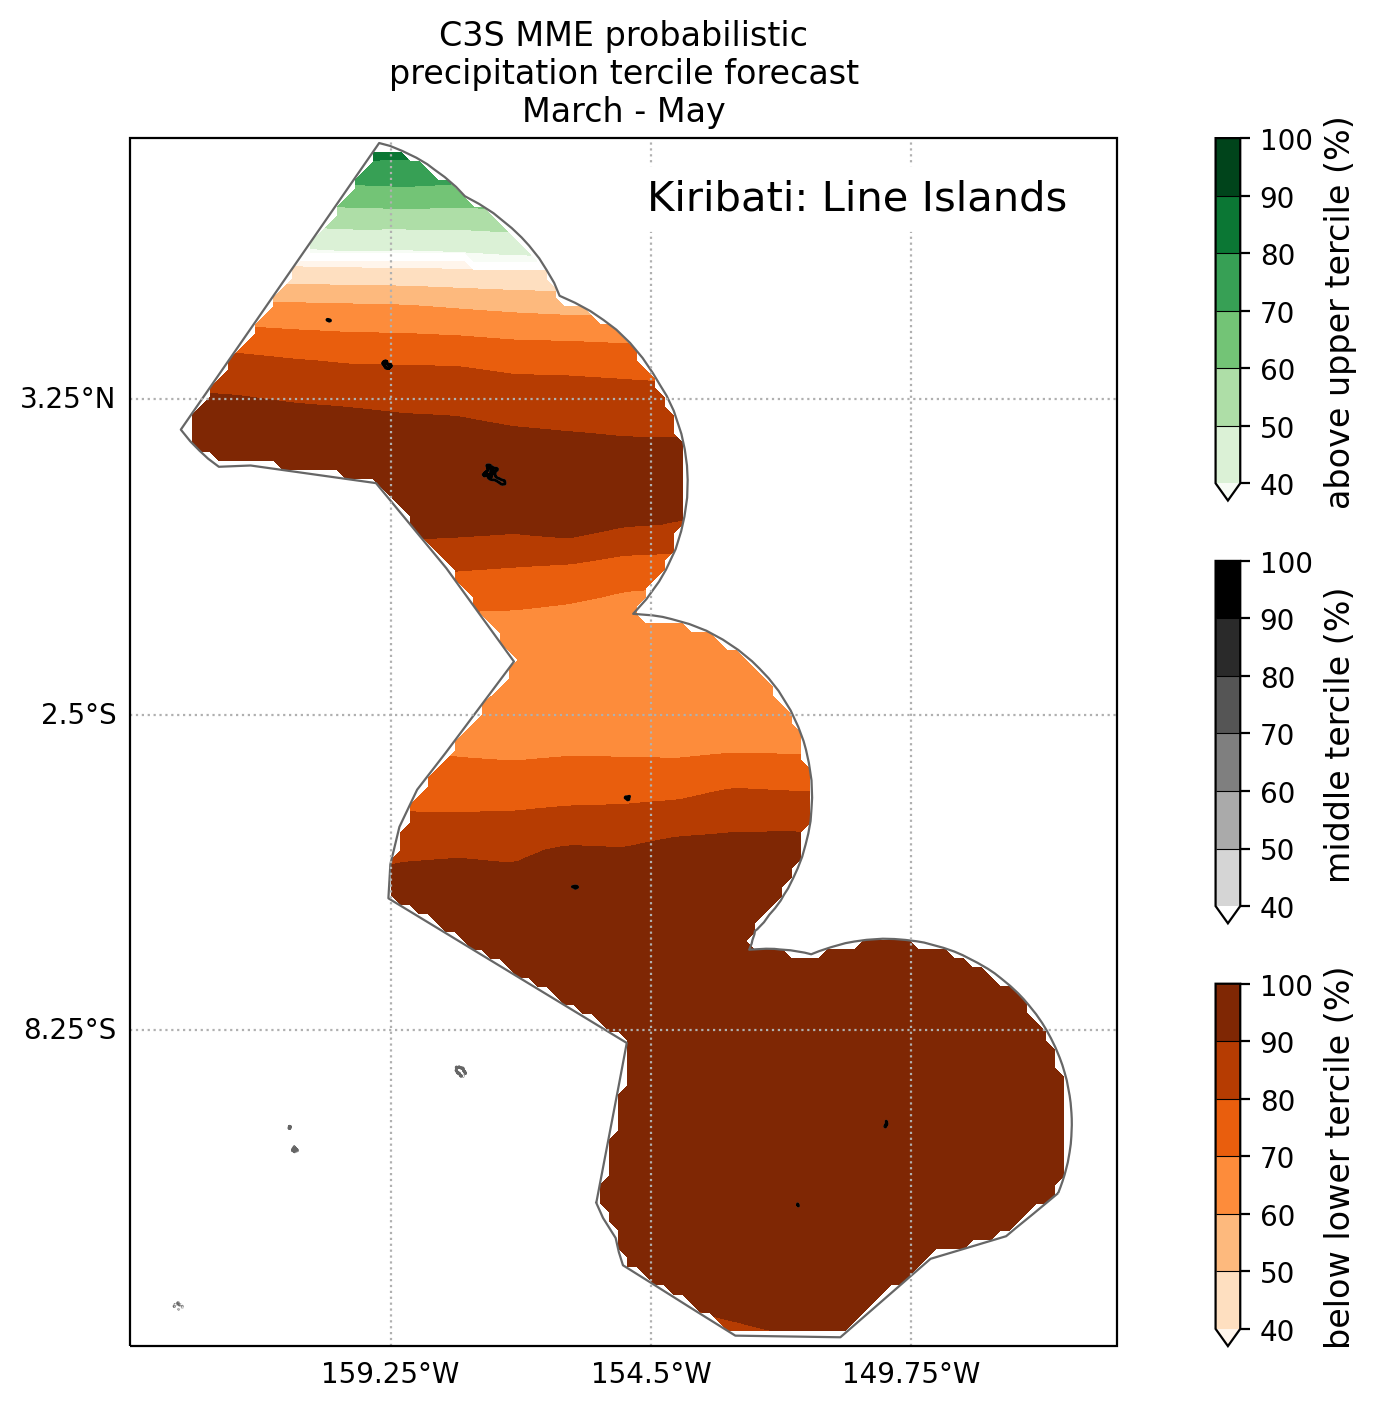 C3S MME probabilistic
precipitation tercile forecast
March - May
Kiribati: Line Islands
3.25°N
2.5°S
8.25°S
159.25°W
154.5°W
149.75°W
100
90
80
70
60
50
40
above upper tercile (%)
100
90
80
70
60
50
40
middle tercile (%)
100
90
80
70
60
50
40
below lower tercile (%)